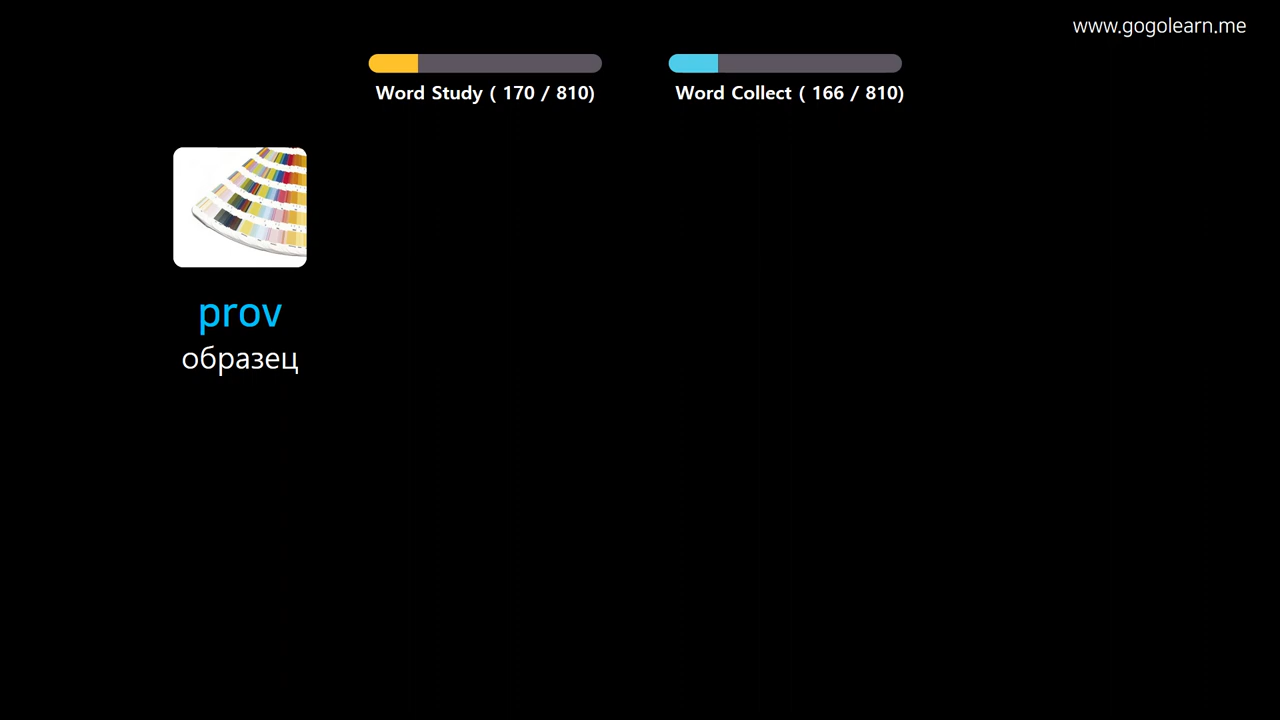 www.gogolearn.me
Word Study ( 170 / 810)
Word Collect ( 166 / 810)
prov
образец